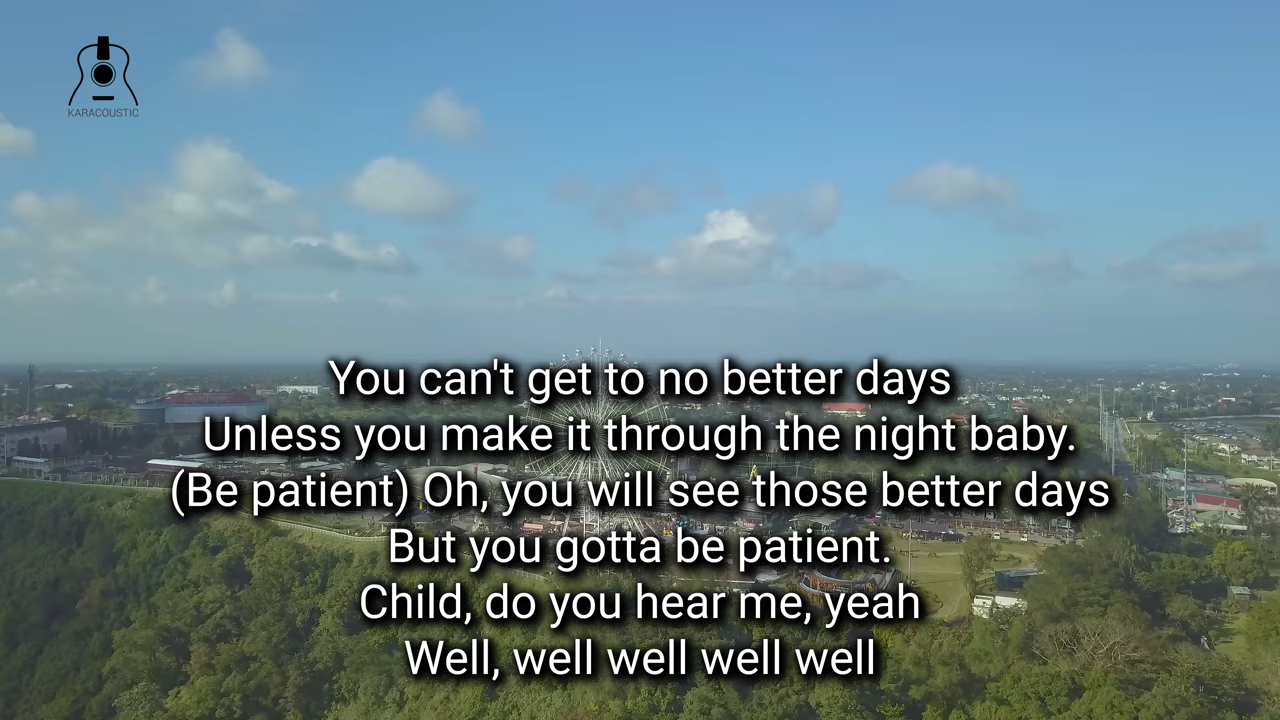 KARACOUSTIC
You can't get to no better days
Unless you make it through the night baby.
(Be patient) Oh, you will see those better days
But you gotta be patient.
Child, do you hear me, yeah
Well, well well well well